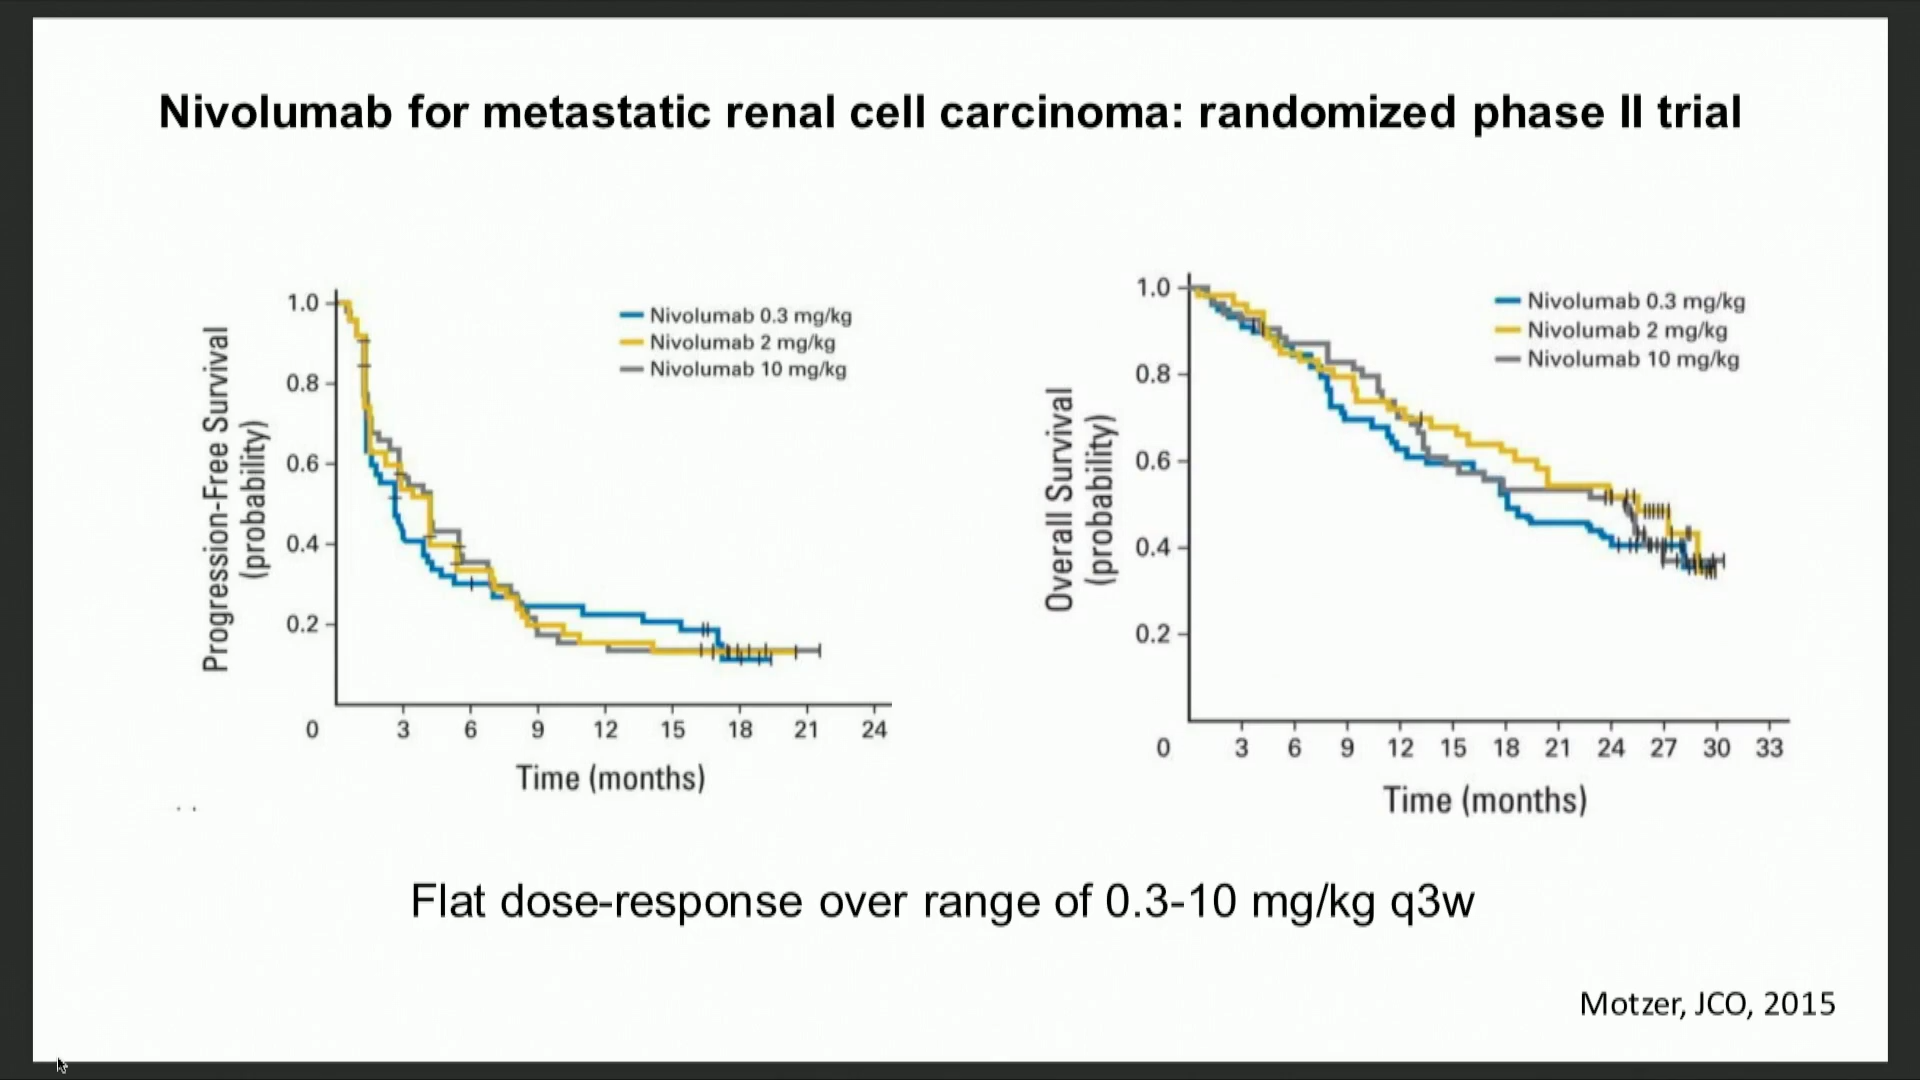 Nivolumab for metastatic renal cell carcinoma: randomized phase II trial
Progression-Free Survival
(probability)
1.0
0.8
0.6
0.4
0.2
0
3
6
9
12
15
18
21
24
Time (months)
Nivolumab 0.3 mg/kg
Nivolumab 2 mg/kg
Nivolumab 10 mg/kg
Overall Survival
(probability)
1.0
0.8
0.6
0.4
0.2
0
3
6
9
12
15
18
21
24
27
30
33
Time (months)
Nivolumab 0.3 mg/kg
Nivolumab 2 mg/kg
Nivolumab 10 mg/kg
Flat dose-response over range of 0.3-10 mg/kg q3w
Motzer, JCO, 2015